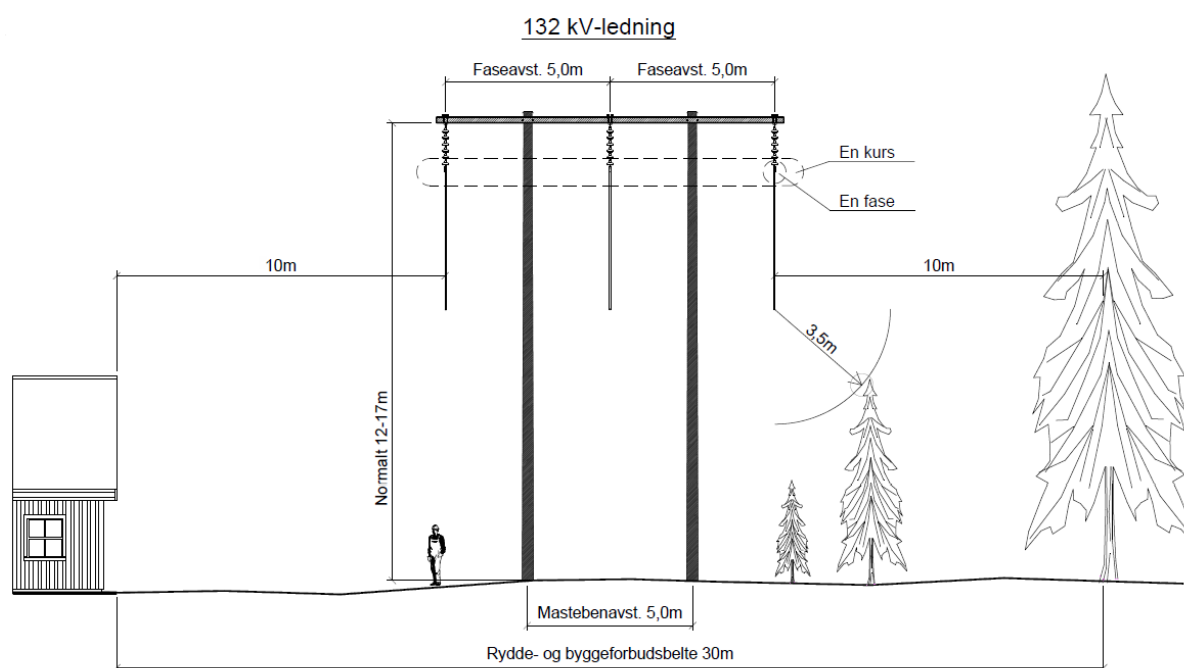 132 kV-ledning
Faseavst. 5,0m
Faseavst. 5,0m
En kurs
En fase
10m
10m
3,5m
Normalt 12-17m
Mastebenavst. 5,0m
Rydde- og byggeforbudsbelte 30m